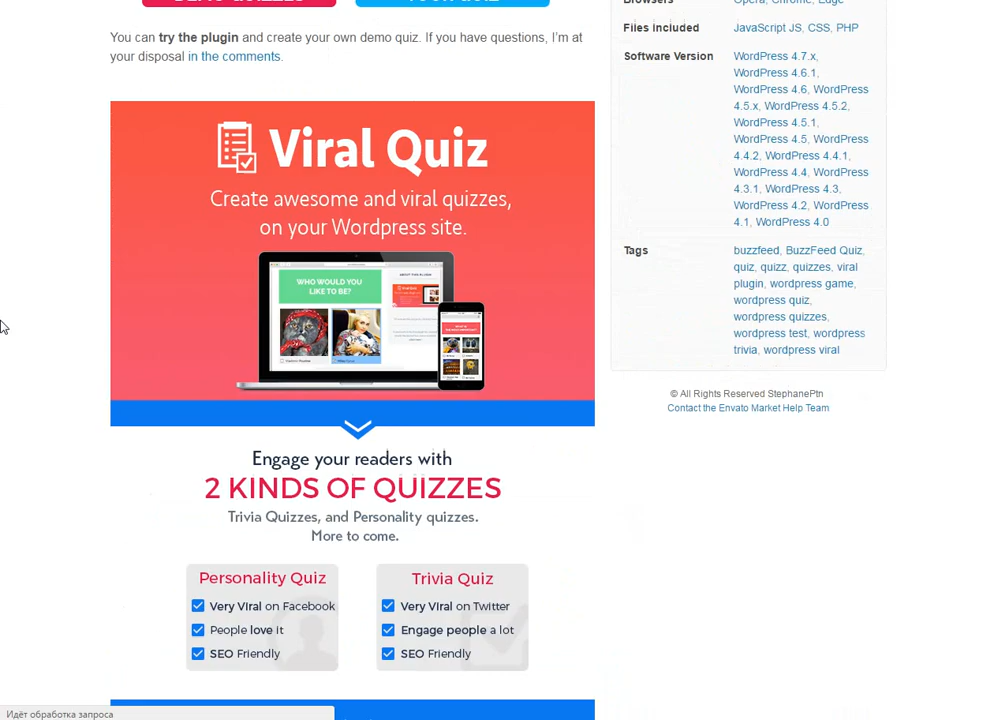 You can try the plugin and create your own demo quiz. If you have questions, I'm at
your disposal in the comments.
Viral Quiz
Create awesome and viral quizzes,
on your Wordpress site.
WHO WOULD YOU
LIKE TO BE?
Engage your readers with
2 KINDS OF QUIZZES
Trivia Quizzes, and Personality quizzes.
More to come.
Personality Quiz
Very Viral on Facebook
People love it
SEO Friendly
Trivia Quiz
Very Viral on Twitter
Engage people a lot
SEO Friendly
Files included
JavaScript JS, CSS, PHP
Software Version
WordPress 4.7.x,
WordPress 4.6.1,
WordPress 4.6, WordPress
4.5.x, WordPress 4.5.2,
WordPress 4.5.1,
WordPress 4.5, WordPress
4.4.2, WordPress 4.4.1,
WordPress 4.4, WordPress
4.3.1, WordPress 4.3,
WordPress 4.2, WordPress
4.1, WordPress 4.0
Tags
buzzfeed, BuzzFeed Quiz,
quiz, quizz, quizzes, viral
plugin, wordpress game,
wordpress quiz,
wordpress quizzes,
wordpress test, wordpress
trivia, wordpress viral
© All Rights Reserved StephanePtn
Contact the Envato Market Help Team
Идёт обработка запроса